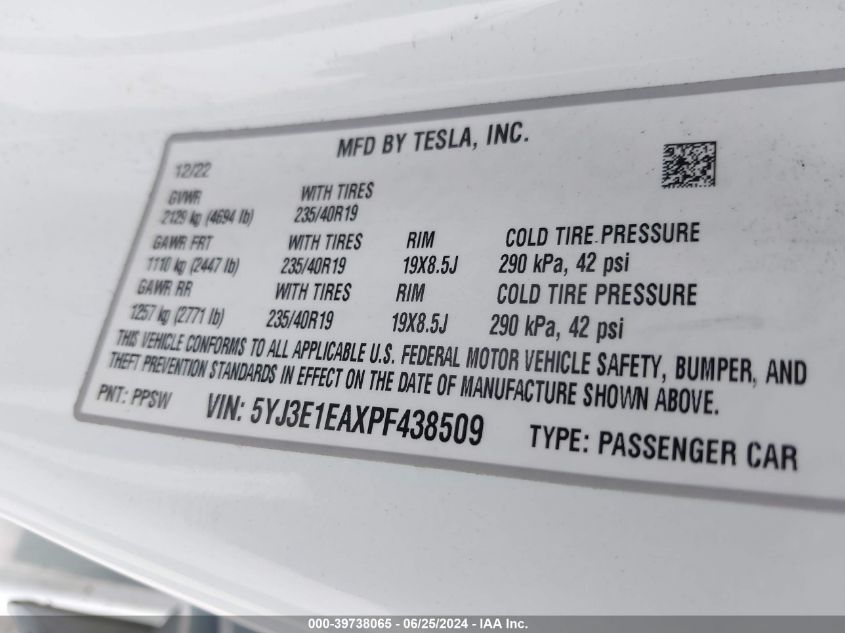 MFD BY TESLA, INC.
12/22
GVWR WITH TIRES
2129 kg (4694 lb) 235/40R19
GAWR FRT WITH TIRES RIM COLD TIRE PRESSURE
1110 kg (2447 lb) 235/40R19 19X8.5J 290 kPa, 42 psi
GAWR RR WITH TIRES RIM COLD TIRE PRESSURE
1257 kg (2771 lb) 235/40R19 19X8.5J 290 kPa, 42 psi
THIS VEHICLE CONFORMS TO ALL APPLICABLE U.S. FEDERAL MOTOR VEHICLE SAFETY, BUMPER, AND
THEFT PREVENTION STANDARDS IN EFFECT ON THE DATE OF MANUFACTURE SHOWN ABOVE.
PNT: PPSW VIN: 5YJ3E1EAXPF438509 TYPE: PASSENGER CAR
000-39738065 - 06/25/2024 - IAA Inc.